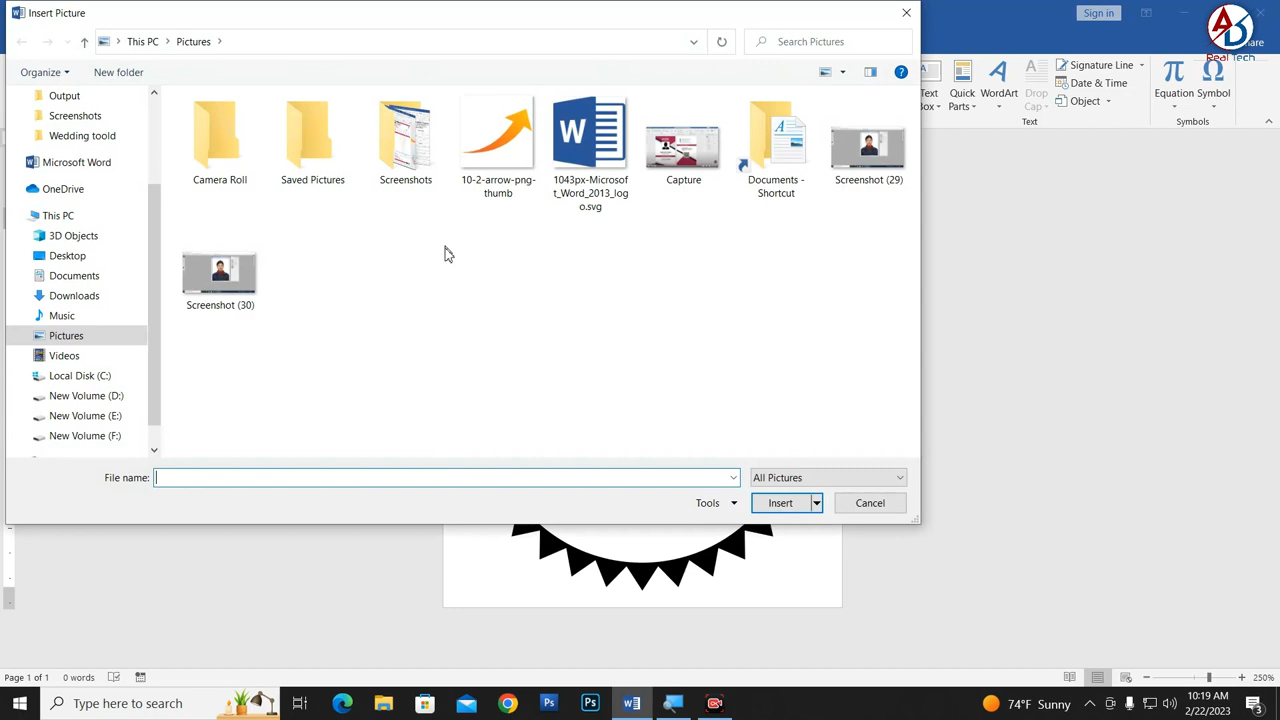 Insert Picture
Sign in
Real Tech
This PC
Pictures
Search Pictures
Share
Organize
New folder
Output
Screenshots
Wedding toold
Microsoft Word
OneDrive
This PC
3D Objects
Desktop
Documents
Downloads
Music
Pictures
Videos
Local Disk (C:)
New Volume (D:)
New Volume (E:)
New Volume (F:)
Camera Roll
Saved Pictures
Screenshots
10-2-arrow-png-
thumb
1043px-Microsof
t_Word_2013_log
o.svg
Capture
Documents -
Shortcut
Screenshot (29)
Screenshot (30)
Text
Box
Quick
Parts
WordArt
Drop
Cap
Signature Line
Date & Time
Object
Text
Equation
Symbol
Symbols
File name:
All Pictures
Tools
Insert
Cancel
Page 1 of 1
0 words
250%
Type here to search
74°F Sunny
10:19 AM
2/22/2023